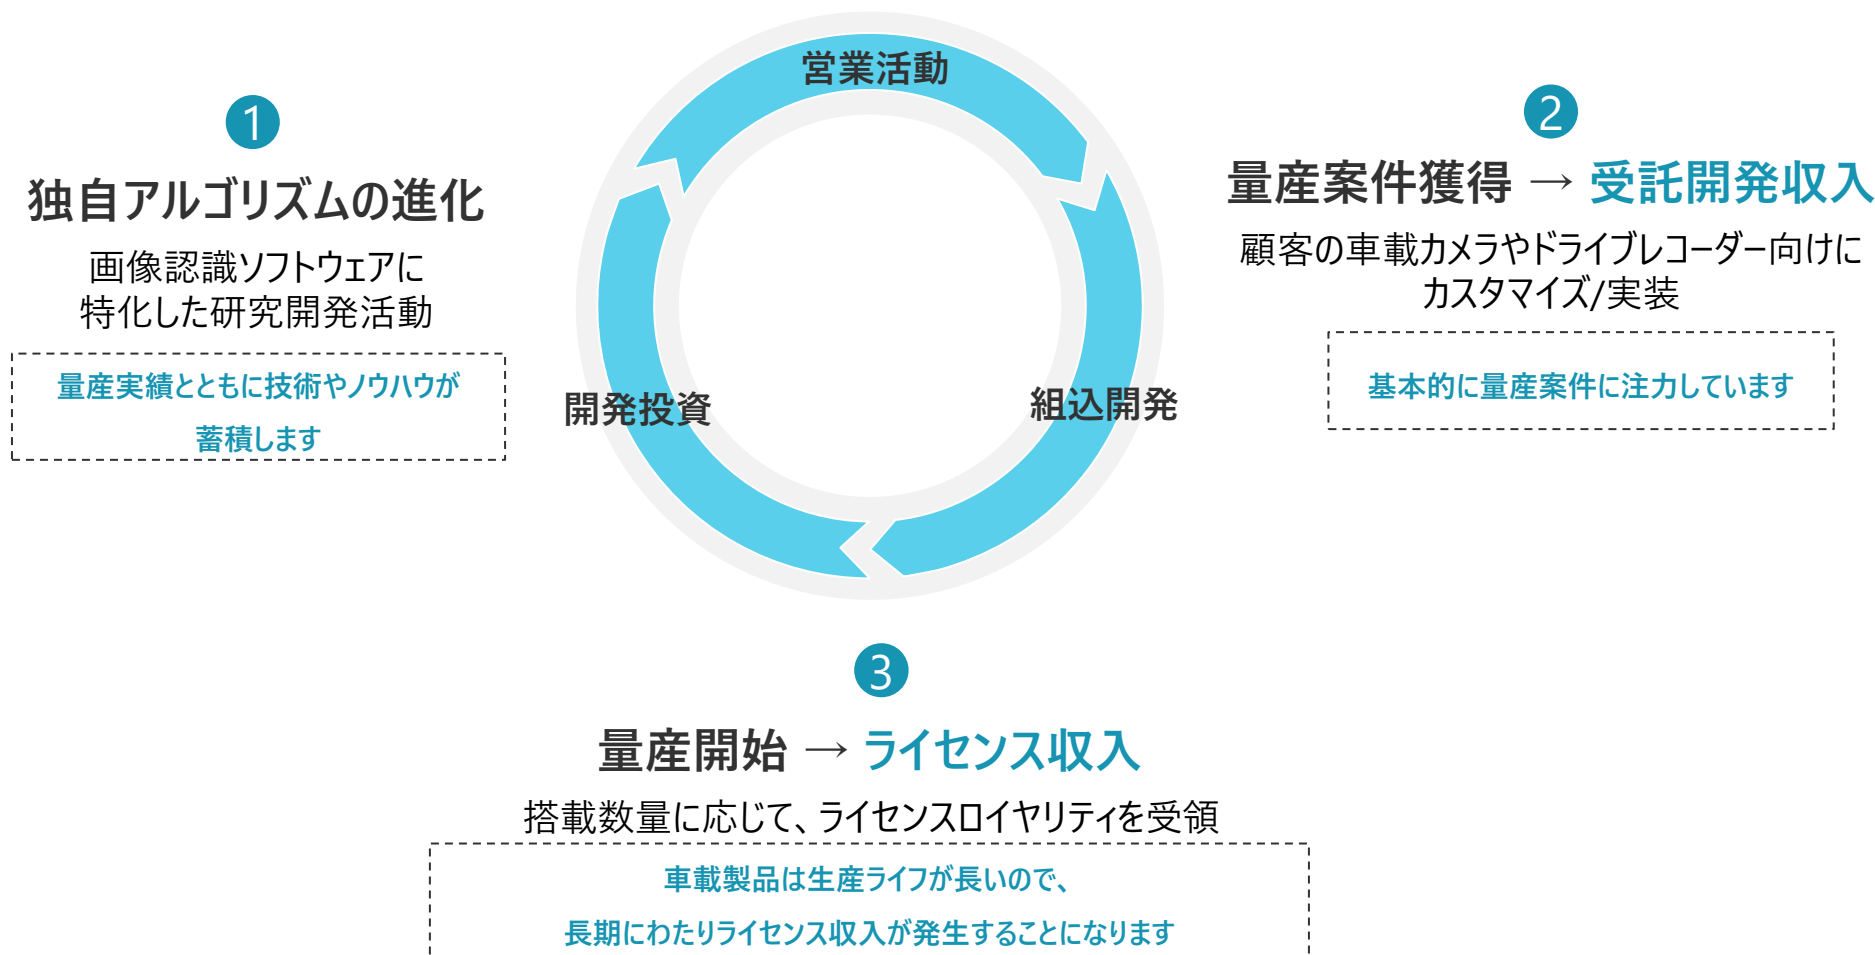 営業活動
開発投資
組込開発
1
独自アルゴリズムの進化
画像認識ソフトウェアに
特化した研究開発活動
量産実績とともに技術やノウハウが
蓄積します
2
量産案件獲得 → 受託開発収入
顧客の車載カメラやドライブレコーダー向けに
カスタマイズ/実装
基本的に量産案件に注力しています
3
量産開始 → ライセンス収入
搭載数量に応じて、ライセンスロイヤリティを受領
車載製品は生産ライフが長いので、
長期にわたりライセンス収入が発生することになります